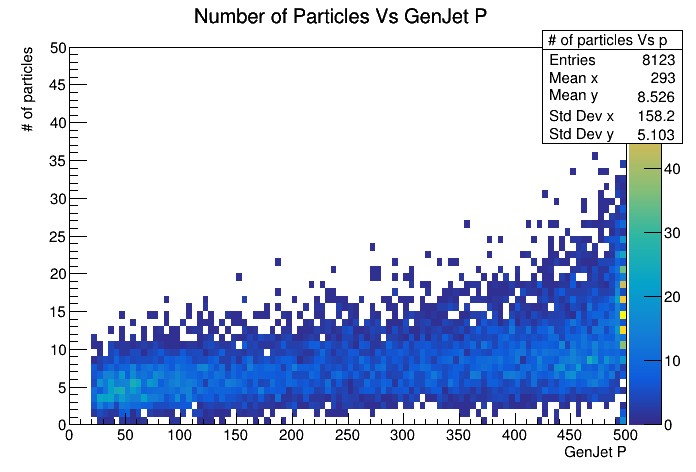 Number of Particles Vs GenJet P
# of particles Vs p
Entries 8123
Mean x 293
Mean y 8.526
Std Dev x 158.2
Std Dev y 5.103
# of particles
50
45
40
35
30
25
20
15
10
5
0
40
30
20
10
0
0 50 100 150 200 250 300 350 400 450 500
GenJet P